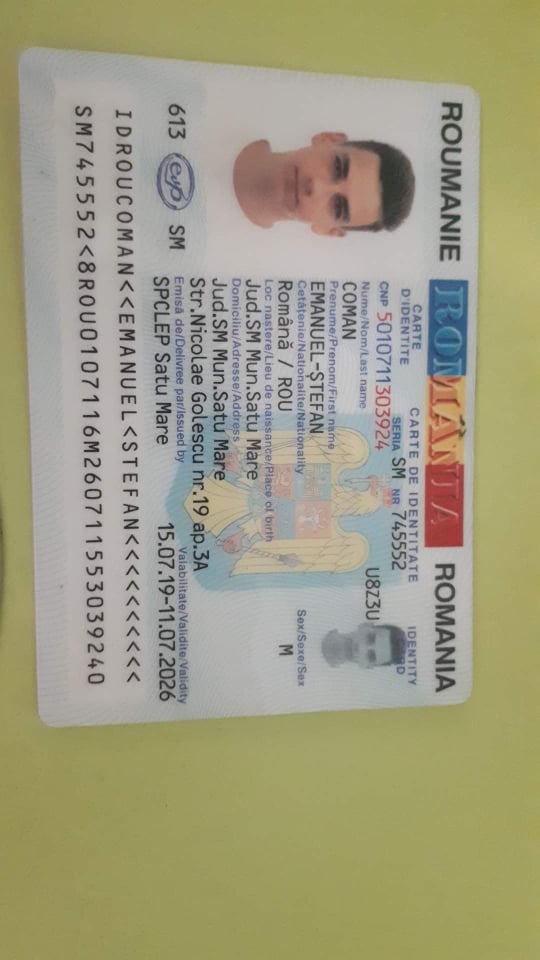 ROUMANIE ROMÂNIA ROMANIA
CARTE D'IDENTITE CARTE DE IDENTITATE IDENTITY CARD
SERIA SM NR 745552
CNP 5010711303924 U8Z3U
Nume/Nom/Last name
COMAN
Prenume/Prenom/First name
EMANUEL-ȘTEFAN
Cetățenie/Nationalite/Nationality Sex/Sexe/Sex
Română / ROU M
Loc naștere/Lieu de naissance/Place of birth
Jud.SM Mun.Satu Mare
Domiciliu/Adresse/Address
Jud.SM Mun.Satu Mare
Str.Nicolae Golescu nr.19 ap.3A
Emisă de/Delivree par/Issued by Valabilitate/Validite/Validity
613 evp SM SPCLEP Satu Mare 15.07.19-11.07.2026
IDROUCOMAN<<EMANUEL<STEFAN<<<<<<<<<<
SM745552<8ROU0107116M260711553039240